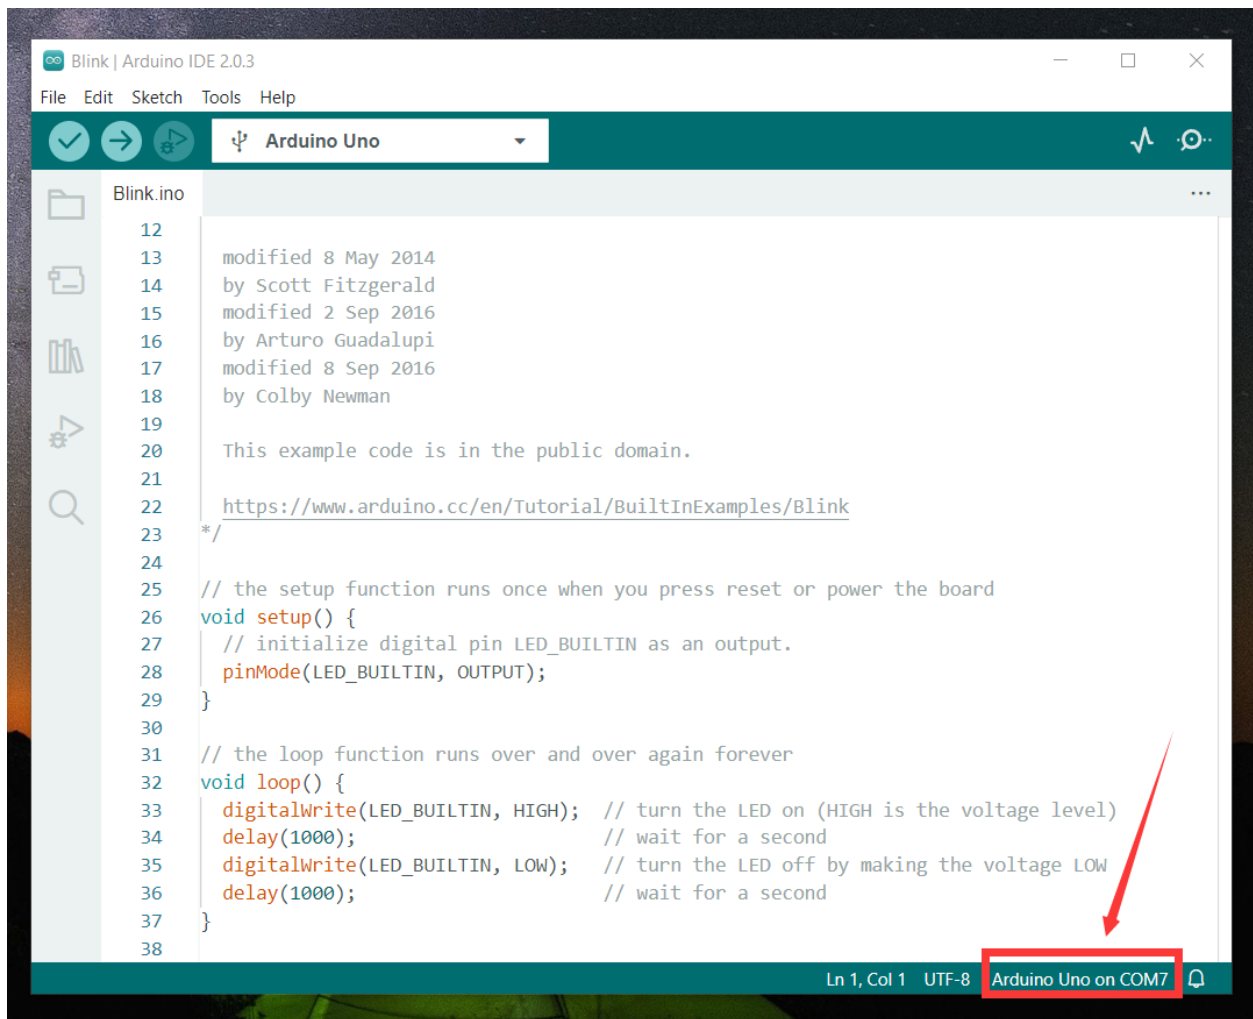 Blink | Arduino IDE 2.0.3
File Edit Sketch Tools Help
Arduino Uno
Blink.ino
12
13 modified 8 May 2014
14 by Scott Fitzgerald
15 modified 2 Sep 2016
16 by Arturo Guadalupi
17 modified 8 Sep 2016
18 by Colby Newman
19
20 This example code is in the public domain.
21
22 https://www.arduino.cc/en/Tutorial/BuiltInExamples/Blink
23 */
24
25 // the setup function runs once when you press reset or power the board
26 void setup() {
27 // initialize digital pin LED_BUILTIN as an output.
28 pinMode(LED_BUILTIN, OUTPUT);
29 }
30
31 // the loop function runs over and over again forever
32 void loop() {
33 digitalWrite(LED_BUILTIN, HIGH); // turn the LED on (HIGH is the voltage level)
34 delay(1000); // wait for a second
35 digitalWrite(LED_BUILTIN, LOW); // turn the LED off by making the voltage LOW
36 delay(1000); // wait for a second
37 }
38
Ln 1, Col 1 UTF-8 Arduino Uno on COM7